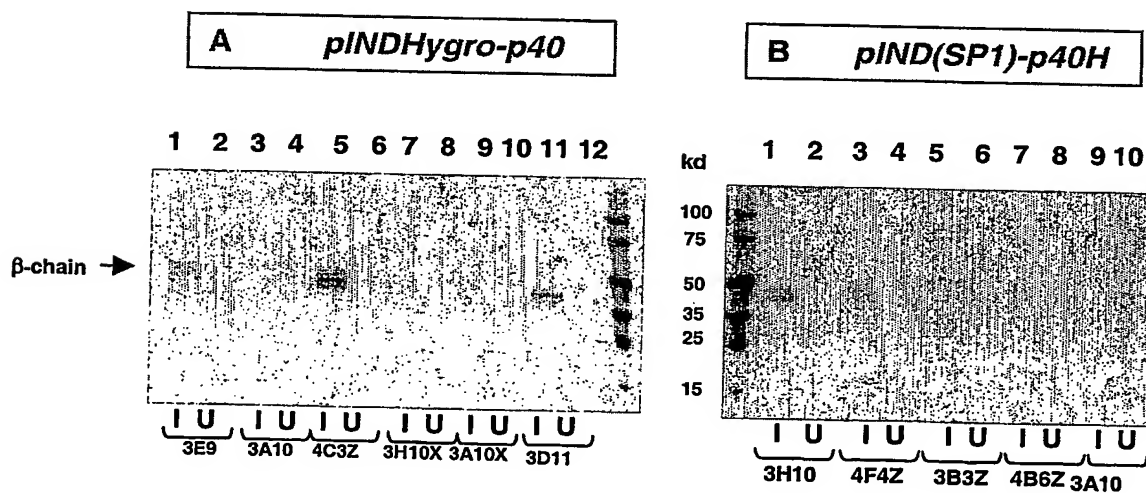 A pINDHygro-p40
B pIND(SP1)-p40H
1 2 3 4 5 6 7 8 9 10 11 12
kd
1 2 3 4 5 6 7 8 9 10
β-chain
100
75
50
35
25
15
I U I U I U I U I U I U
3E9 3A10 4C3Z 3H10X 3A10X 3D11
I U I U I U I U I U
3H10 4F4Z 3B3Z 4B6Z 3A10